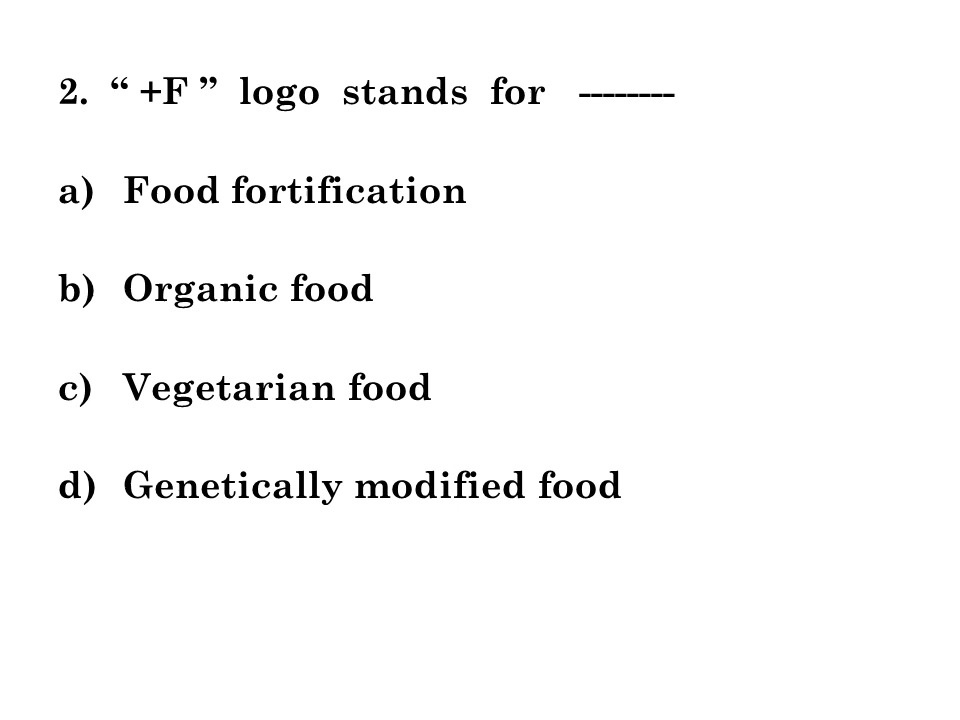 2. “ +F ” logo stands for --------
a) Food fortification
b) Organic food
c) Vegetarian food
d) Genetically modified food